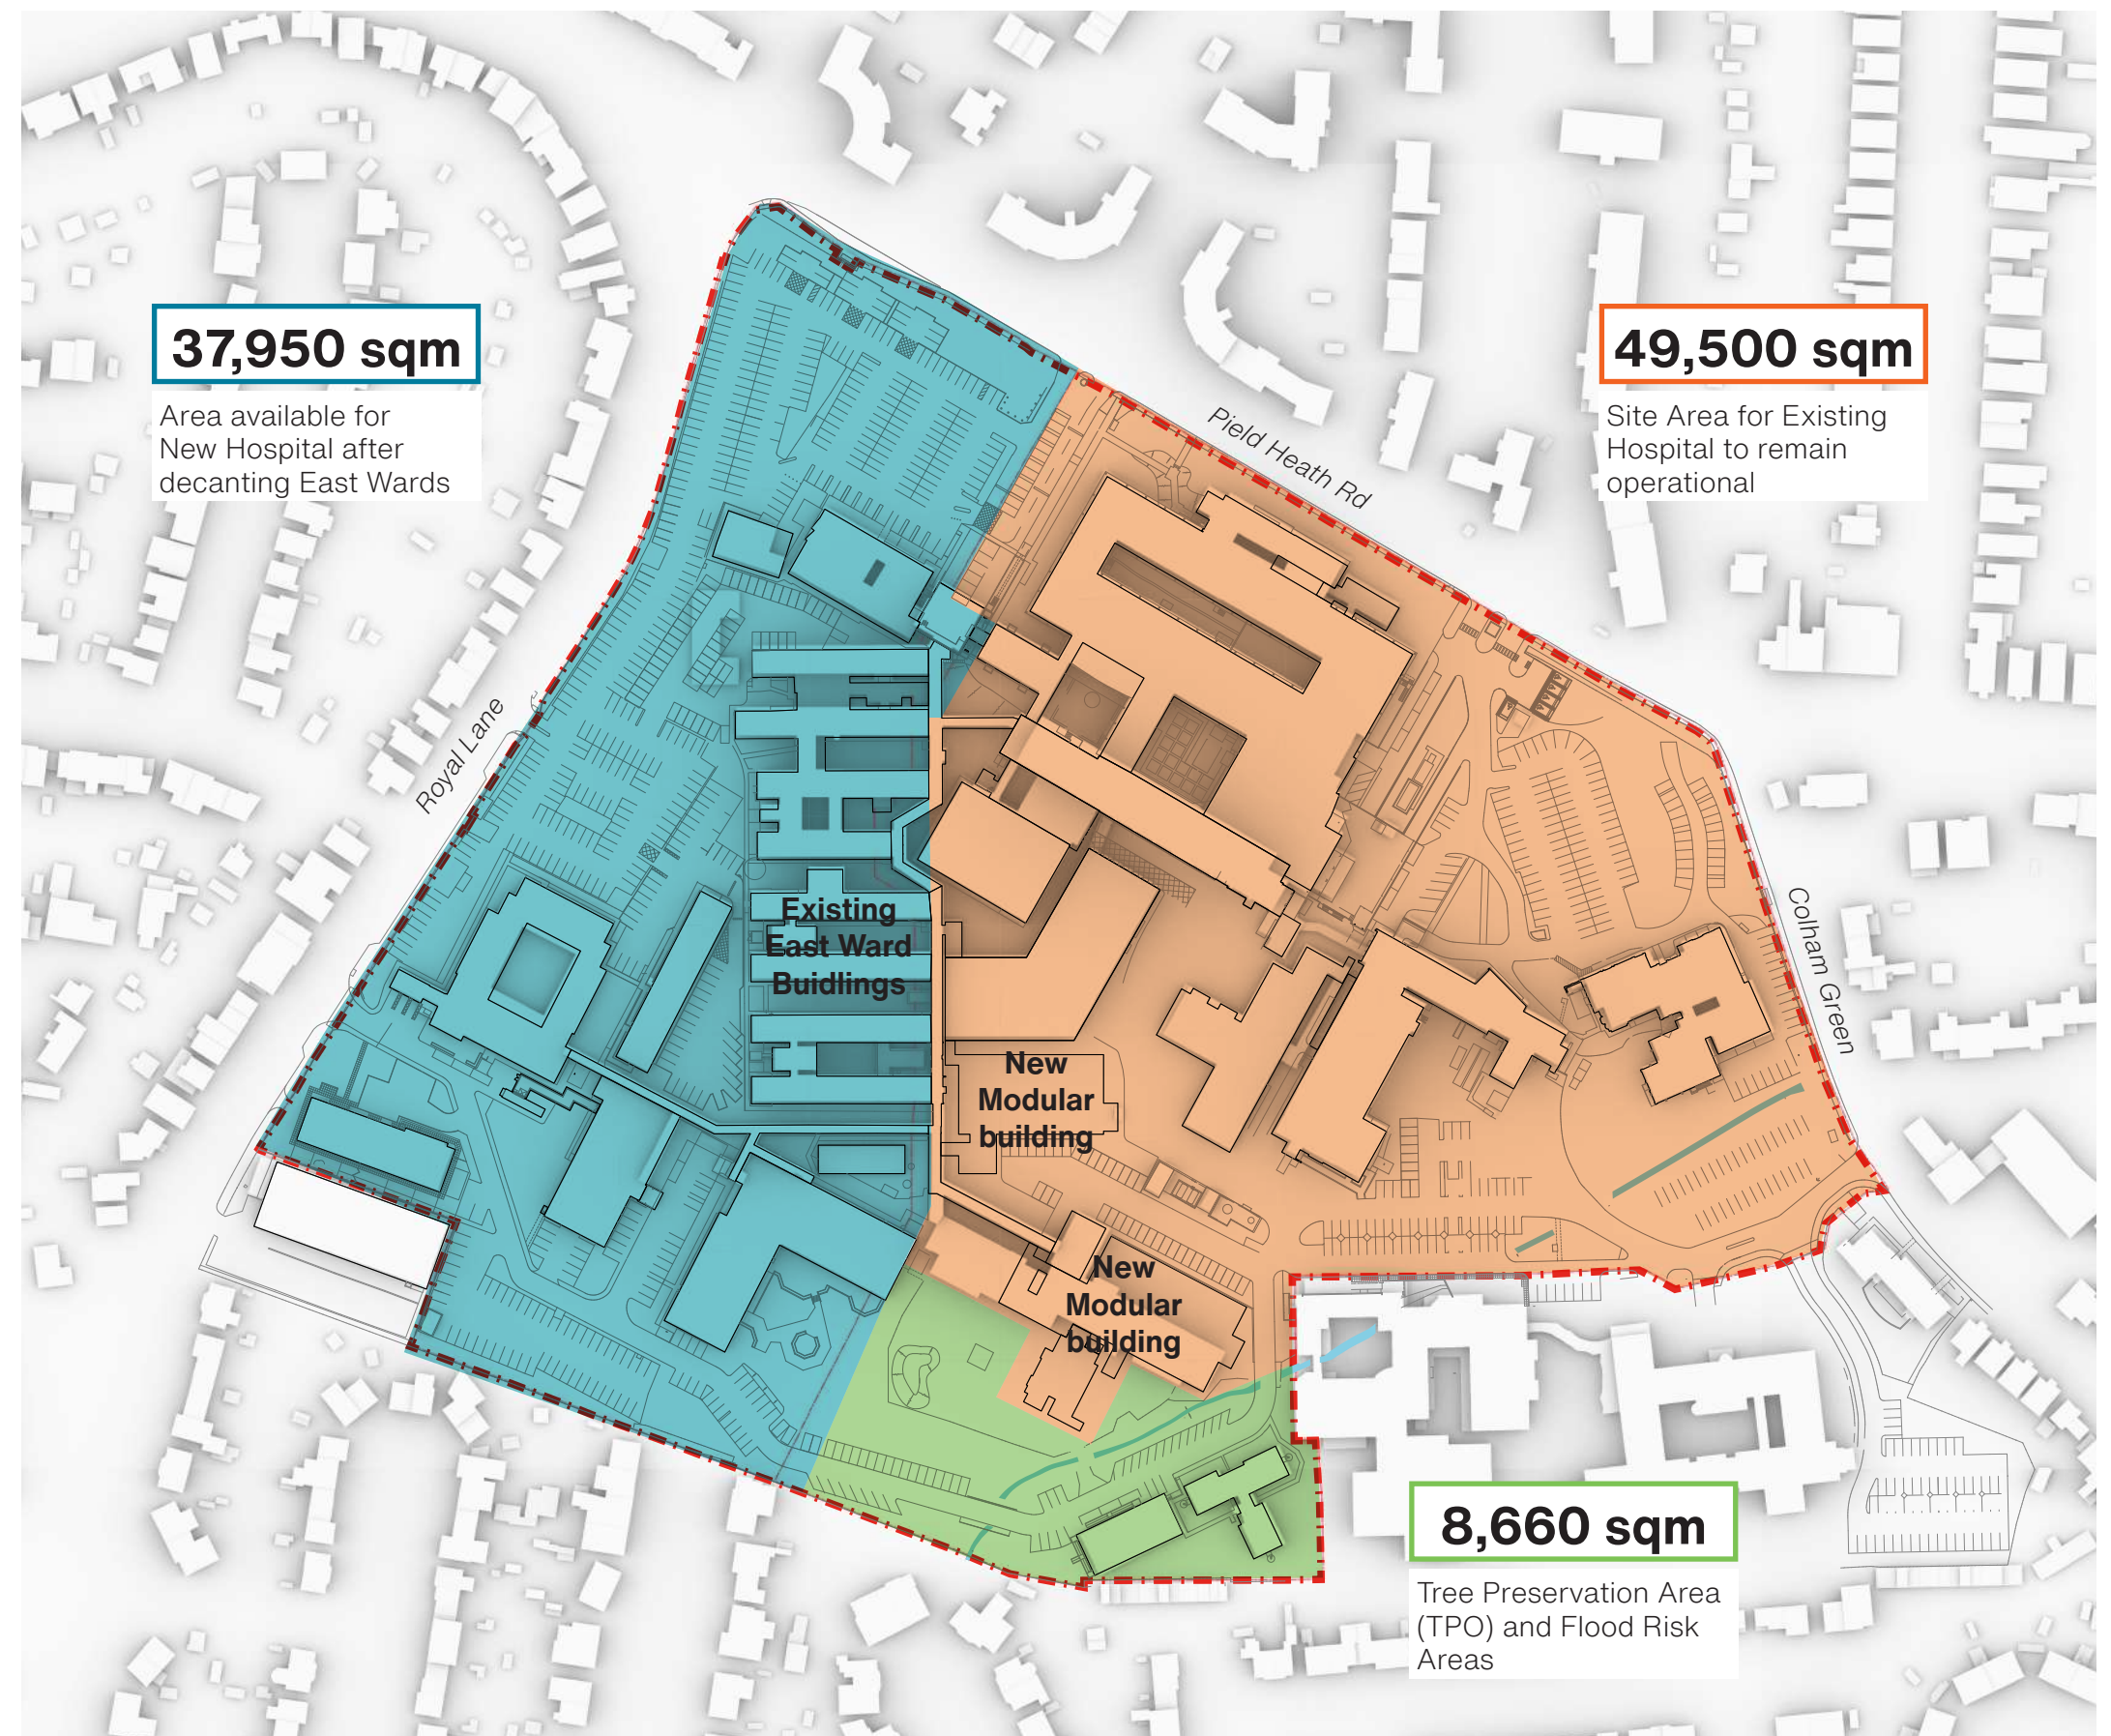 37,950 sqm
Area available for
New Hospital after
decanting East Wards
49,500 sqm
Site Area for Existing
Hospital to remain
operational
Pield Heath Rd
Royal Lane
Colham Green
Existing
East Ward
Buidlings
New
Modular
building
New
Modular
building
8,660 sqm
Tree Preservation Area
(TPO) and Flood Risk
Areas